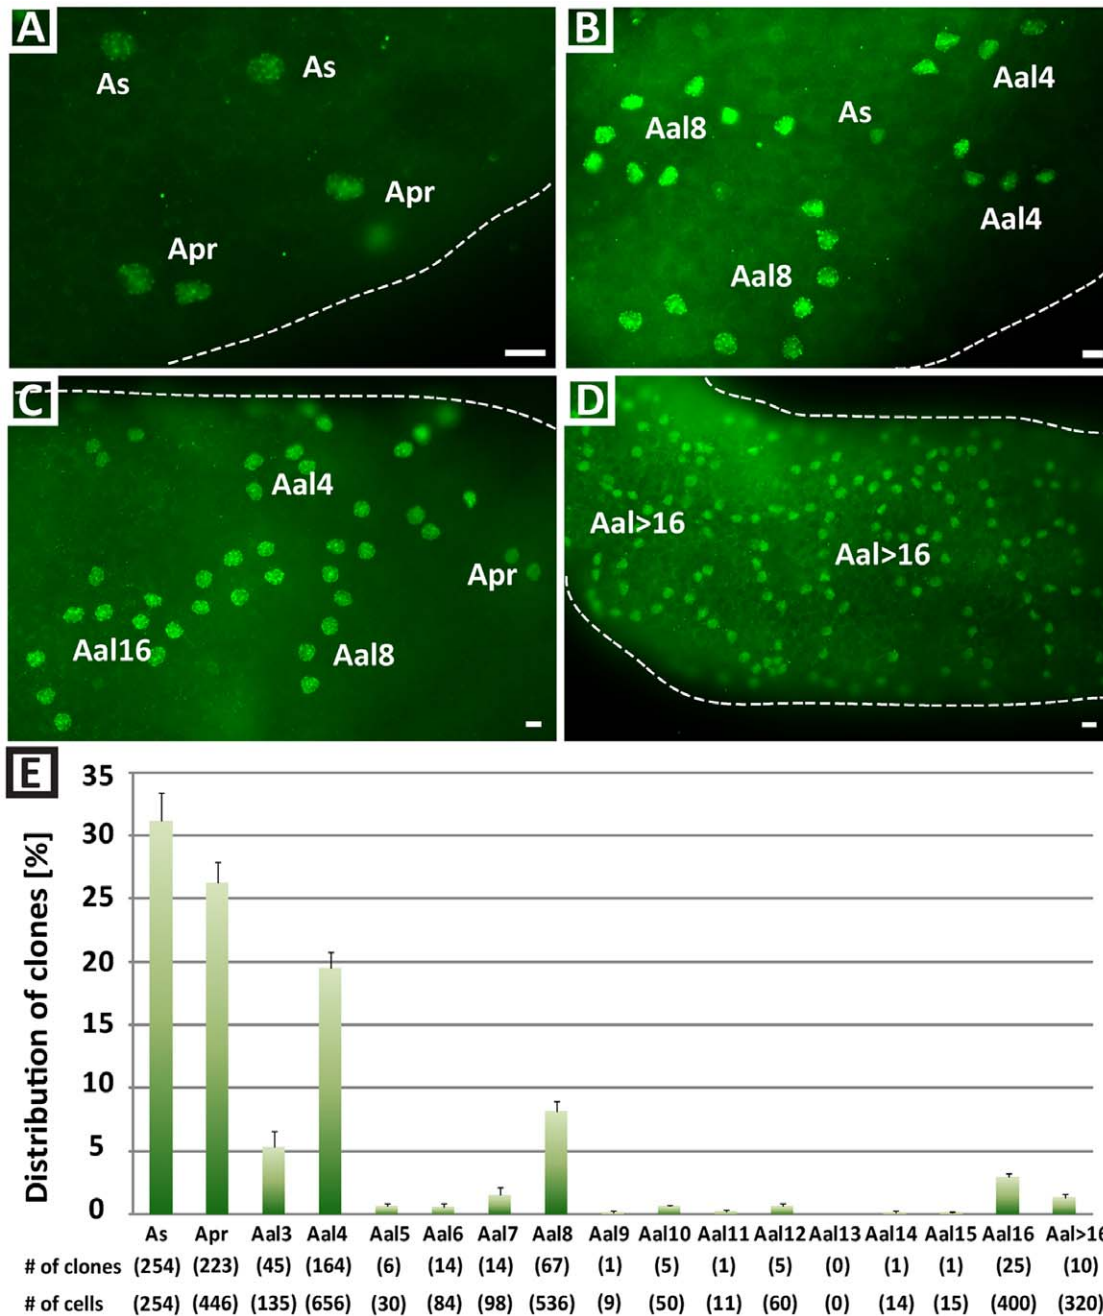 A
As
As
Apr
Apr
B
Aal4
Aal8
As
Aal4
Aal8
C
Aal4
Apr
Aal16
Aal8
D
Aal>16
Aal>16
E
Distribution of clones [%]
35
30
25
20
15
10
5
0
As Apr Aal3 Aal4 Aal5 Aal6 Aal7 Aal8 Aal9 Aal10 Aal11 Aal12 Aal13 Aal14 Aal15 Aal16 Aal>16
# of clones (254) (223) (45) (164) (6) (14) (14) (67) (1) (5) (1) (5) (0) (1) (1) (25) (10)
# of cells (254) (446) (135) (656) (30) (84) (98) (536) (9) (50) (11) (60) (0) (14) (15) (400) (320)